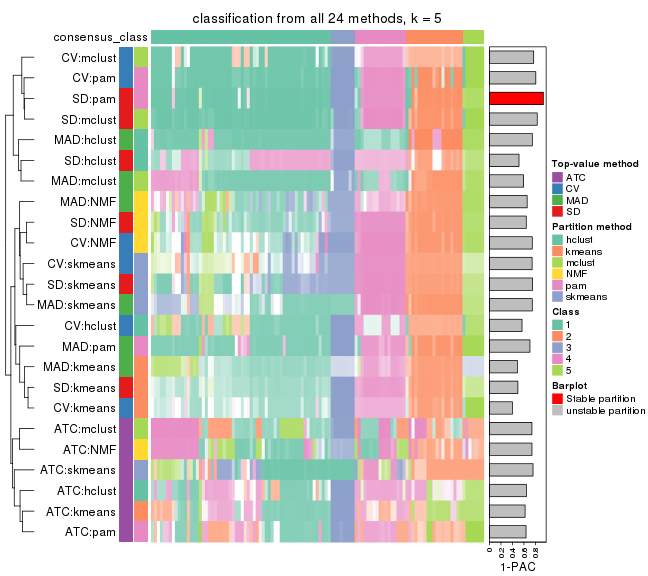 classification from all 24 methods, k = 5
consensus_class
CV:mclust
CV:pam
SD:pam
SD:mclust
MAD:hclust
SD:hclust
MAD:mclust
MAD:NMF
SD:NMF
CV:NMF
CV:skmeans
SD:skmeans
MAD:skmeans
CV:hclust
MAD:pam
MAD:kmeans
SD:kmeans
CV:kmeans
ATC:mclust
ATC:NMF
ATC:skmeans
ATC:hclust
ATC:kmeans
ATC:pam
0
0.2
0.4
0.6
0.8
1-PAC
Top-value method
ATC
CV
MAD
SD
Partition method
hclust
kmeans
mclust
NMF
pam
skmeans
Class
1
2
3
4
5
Barplot
Stable partition
unstable partition